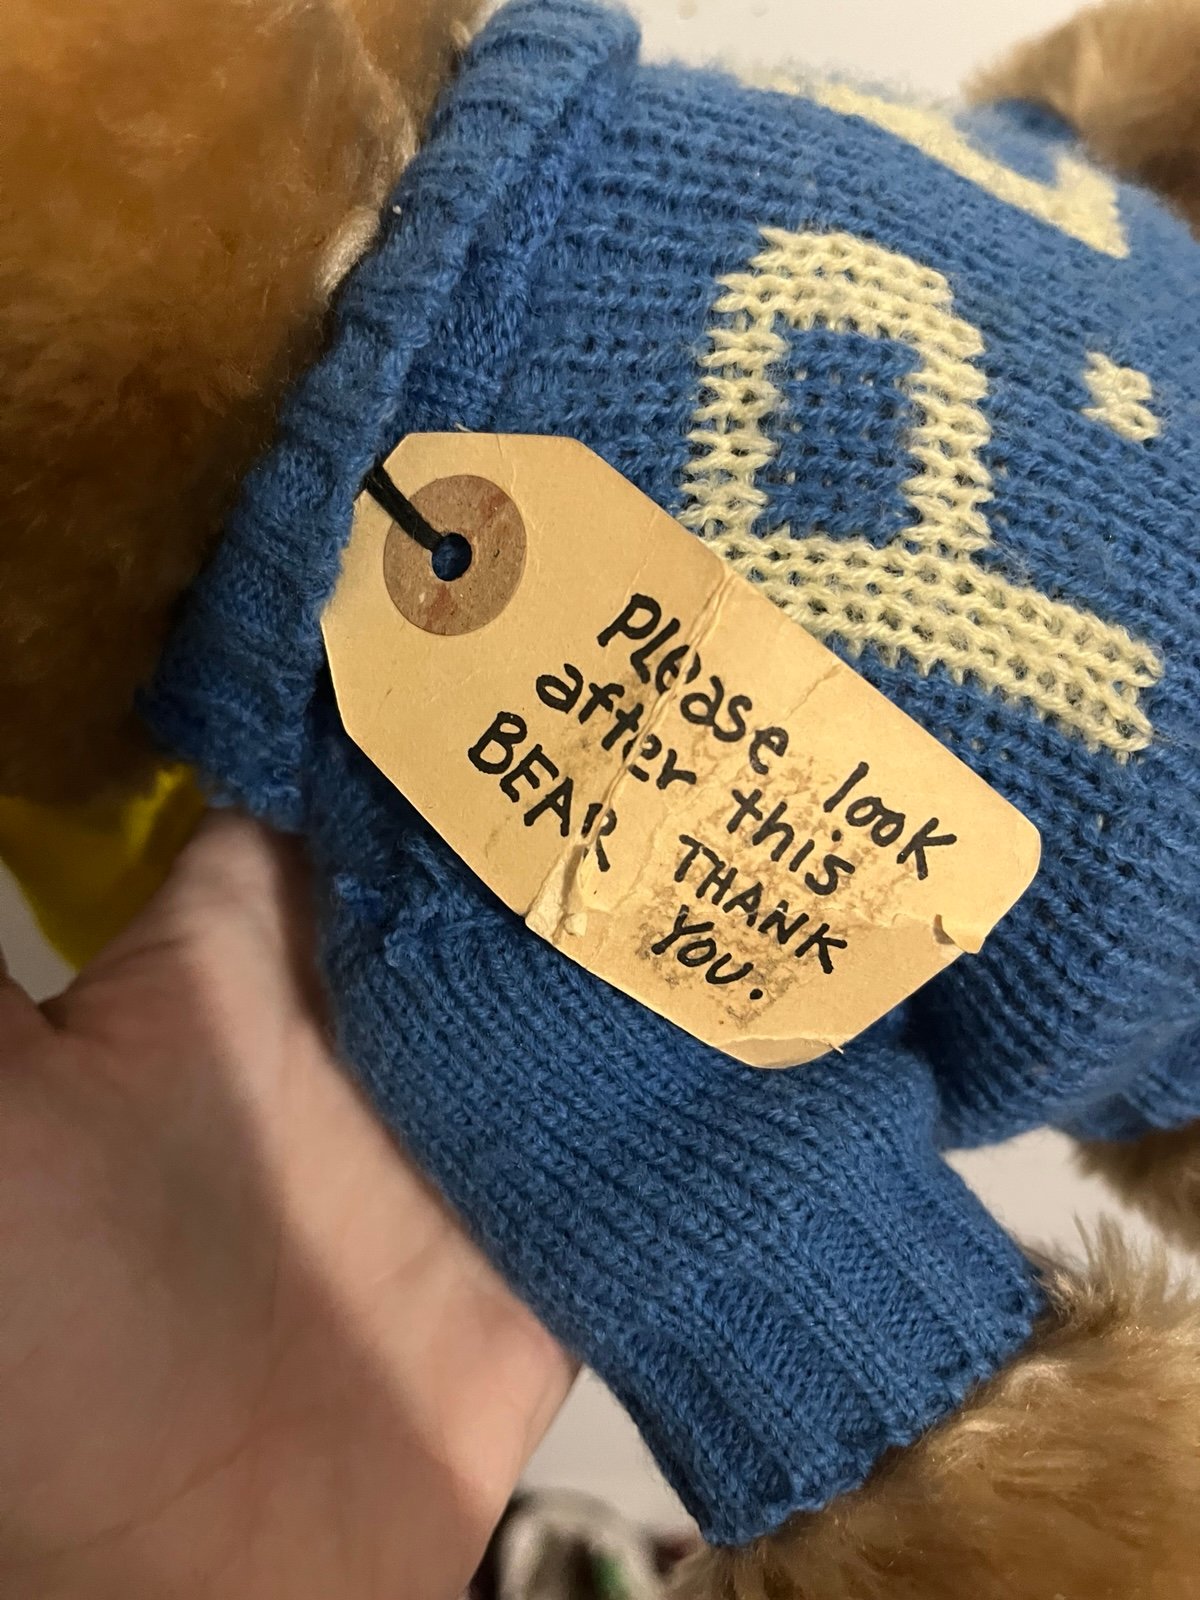 P.
PLease look
after this
BEAR THANK
YOU.